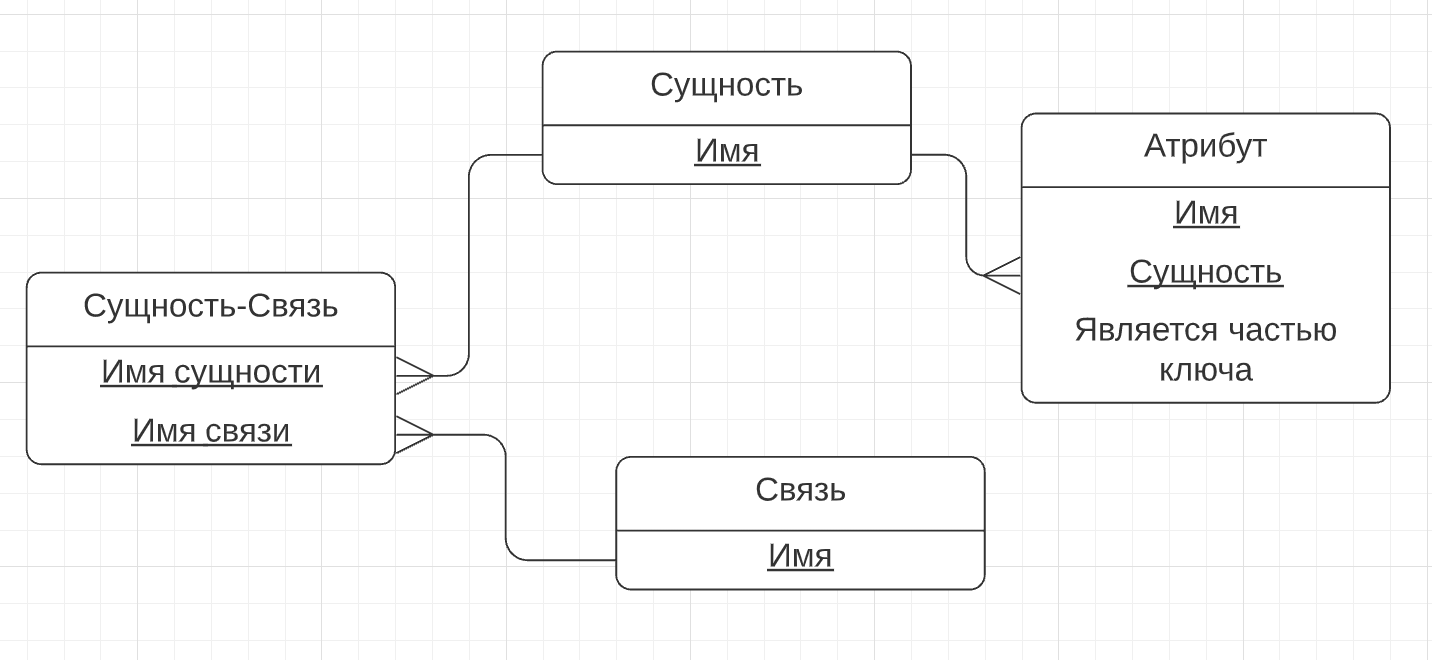 Сущность
Имя
Атрибут
Имя
Сущность
Является частью
ключа
Сущность-Связь
Имя сущности
Имя связи
Связь
Имя